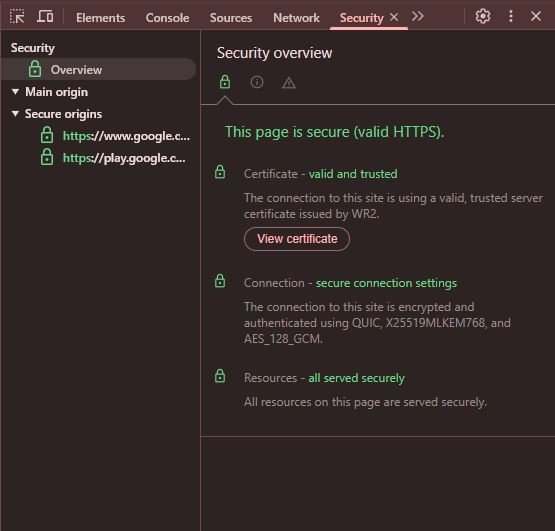 Elements Console Sources Network Security
Security
Overview
Main origin
Secure origins
https://www.google.c...
https://play.google.c...
Security overview
This page is secure (valid HTTPS).
Certificate - valid and trusted
The connection to this site is using a valid, trusted server
certificate issued by WR2.
View certificate
Connection - secure connection settings
The connection to this site is encrypted and
authenticated using QUIC, X25519MLKEM768, and
AES_128_GCM.
Resources - all served securely
All resources on this page are served securely.